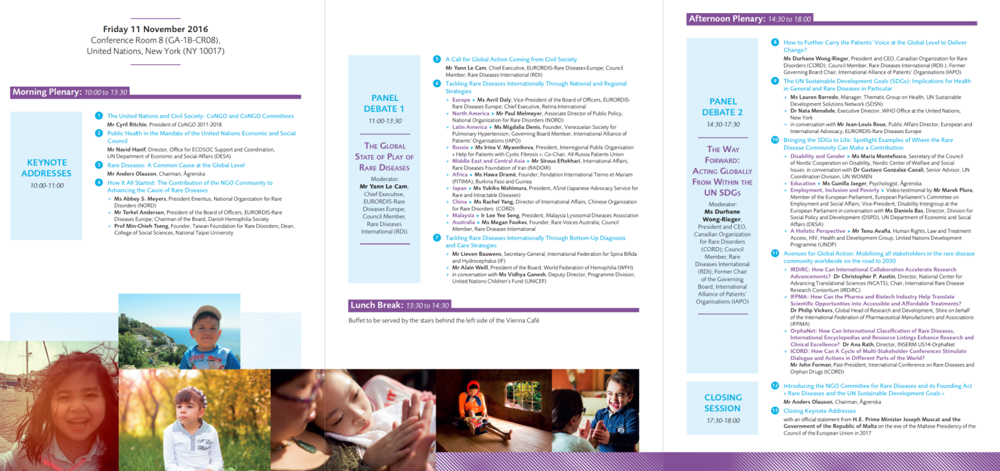 Friday 11 November 2016
Conference Room 8 (GA-1B-CR08),
United Nations, New York (NY 10017)
Morning Plenary: 10:00 to 13:30
KEYNOTE
ADDRESSES
10:00-11:00
1 The United Nations and Civil Society: CoNGO and CoNGO Committees
Mr Cyril Ritchie, President of CoNGO 2011-2018
2 Public Health in the Mandate of the United Nations Economic and Social
Council
Mr Navid Hanif, Director, Office for ECOSOC Support and Coordination,
UN Department of Economic and Social Affairs (DESA)
3 Rare Diseases: A Common Cause at the Global Level
Mr Anders Olauson, Chairman, Ågrenska
4 How It All Started: The Contribution of the NGO Community to
Advancing the Cause of Rare Diseases
+ Ms Abbey S. Meyers, President Emeritus, National Organization for Rare
Disorders (NORD)
+ Mr Terkel Andersen, President of the Board of Officers, EURORDIS-Rare
Diseases Europe; Chairman of the Board, Danish Hemophilia Society
+ Prof Min-Chieh Tseng, Founder, Taiwan Foundation for Rare Disorders; Dean,
College of Social Sciences, National Taipei University
PANEL
DEBATE 1
11:00-13:30
The Global
State of Play of
Rare Diseases
Moderator:
Mr Yann Le Cam,
Chief Executive,
EURORDIS-Rare
Diseases Europe;
Council Member,
Rare Diseases
International (RDI)
5 A Call for Global Action Coming from Civil Society
Mr Yann Le Cam, Chief Executive, EURORDIS-Rare Diseases Europe; Council
Member, Rare Diseases International (RDI)
6 Tackling Rare Diseases Internationally Through National and Regional
Strategies
+ Europe ▸ Ms Avril Daly, Vice-President of the Board of Officers, EURORDIS-
Rare Diseases Europe; Chief Executive, Retina International
+ North America ▸ Mr Paul Melmeyer, Associate Director of Public Policy,
National Organization for Rare Disorders (NORD)
+ Latin America ▸ Ms Migdalia Denis, Founder, Venezuelan Society for
Pulmonary Hypertension; Governing Board Member, International Alliance of
Patients' Organisations (IAPO)
+ Russia ▸ Ms Irina V. Myasnikova, President, Interregional Public Organisation
« Help for Patients with Cystic Fibrosis »; Co-Chair, All-Russia Patients Union
+ Middle East and Central Asia ▸ Mr Sirous Eftekhari, International Affairs,
Rare Diseases Foundation of Iran (RADOIR)
+ Africa ▸ Ms Hawa Dramé, Founder, Fondation International Tierno et Mariam
(FITIMA), Burkina Faso and Guinea
+ Japan ▸ Ms Yukiko Nishimura, President, ASrid (Japanese Advocacy Service for
Rare and Intractable Diseases)
+ China ▸ Ms Rachel Yang, Director of International Affairs, Chinese Organization
for Rare Disorders (CORD)
+ Malaysia ▸ Ir Lee Yee Seng, President, Malaysia Lysosomal Diseases Association
+ Australia ▸ Ms Megan Fookes, Founder, Rare Voices Australia; Council
Member, Rare Diseases International
7 Tackling Rare Diseases Internationally Through Bottom-Up Diagnosis
and Care Strategies
+ Mr Lieven Bauwens, Secretary-General, International Federation for Spina Bifida
and Hydrocephalus (IF)
+ Mr Alain Weill, President of the Board, World Federation of Hemophilia (WFH)
+ in conversation with Ms Vidhya Ganesh, Deputy Director, Programme Division,
United Nations Children's Fund (UNICEF)
Lunch Break: 13:30 to 14:30
Buffet to be served by the stairs behind the left side of the Vienna Café
Afternoon Plenary: 14:30 to 18:00
PANEL
DEBATE 2
14:30-17:30
The Way
Forward:
Acting Globally
From Within the
UN SDGs
Moderator:
Ms Durhane
Wong-Rieger,
President and CEO,
Canadian Organization
for Rare Disorders
(CORD); Council
Member, Rare
Diseases International
(RDI); Former Chair
of the Governing
Board, International
Alliance of Patients'
Organisations (IAPO)
8 How to Further Carry the Patients' Voice at the Global Level to Deliver
Change?
Ms Durhane Wong-Rieger, President and CEO, Canadian Organization for Rare
Disorders (CORD); Council Member, Rare Diseases International (RDI) ); Former
Governing Board Chair, International Alliance of Patients' Organisations (IAPO)
9 The UN Sustainable Development Goals (SDGs): Implications for Health
in General and Rare Diseases in Particular
+ Ms Lauren Barredo, Manager, Thematic Group on Health, UN Sustainable
Development Solutions Network (SDSN)
+ Dr Nata Menabde, Executive Director, WHO Office at the United Nations,
New York
+ in conversation with Mr Jean-Louis Roux, Public Affairs Director, European and
International Advocacy, EURORDIS-Rare Diseases Europe
10 Bringing the SDGs to Life: Spotlight Examples of Where the Rare
Disease Community Can Make a Contribution
+ Disability and Gender ▸ Ms Maria Montefusco, Secretary of the Council
of Nordic Cooperation on Disability, Nordic Center of Welfare and Social
Issues in conversation with Dr Gustavo Gonzalez-Canali, Senior Advisor, UN
Coordination Division, UN WOMEN
+ Education ▸ Ms Gunilla Jaeger, Psychologist, Ågrenska
+ Employment, Inclusion and Poverty ▸ Video testimonial by Mr Marek Plura,
Member of the European Parliament, European Parliament's Committee on
Employment and Social Affairs; Vice-President, Disability Intergroup at the
European Parliament in conversation with Ms Daniela Bas, Director, Division for
Social Policy and Development (DSPD), UN Department of Economic and Social
Affairs (DESA)
+ A Holistic Perspective ▸ Mr Tenu Avafia, Human Rights, Law and Treatment
Access, HIV, Health and Development Group, United Nations Development
Programme (UNDP)
11 Avenues for Global Action: Mobilising all stakeholders in the rare disease
community worldwide on the road to 2030
+ IRDiRC: How Can International Collaboration Accelerate Research
Advancements? Dr Christopher P. Austin, Director, National Center for
Advancing Translational Sciences (NCATS); Chair, International Rare Disease
Research Consortium (IRDiRC)
+ IFPMA: How Can the Pharma and Biotech Industry Help Translate
Scientific Opportunities into Accessible and Affordable Treatments?
Dr Philip Vickers, Global Head of Research and Development, Shire on behalf
of the International Federation of Pharmaceutical Manufacturers and Associations
(IFPMA)
+ OrphaNet: How Can International Classification of Rare Diseases,
International Encyclopedias and Resource Listings Enhance Research and
Clinical Excellence? Dr Ana Rath, Director, INSERM US14-OrphaNet
+ ICORD: How Can A Cycle of Multi-Stakeholder Conferences Stimulate
Dialogue and Actions in Different Parts of the World?
Mr John Forman, Past-President, International Conference on Rare Diseases and
Orphan Drugs (ICORD)
CLOSING
SESSION
17:30-18:00
12 Introducing the NGO Committee for Rare Diseases and its Founding Act
« Rare Diseases and the UN Sustainable Development Goals »
Mr Anders Olauson, Chairman, Ågrenska
13 Closing Keynote Addresses
with an official statement from H.E. Prime Minister Joseph Muscat and the
Government of the Republic of Malta on the eve of the Maltese Presidency of the
Council of the European Union in 2017